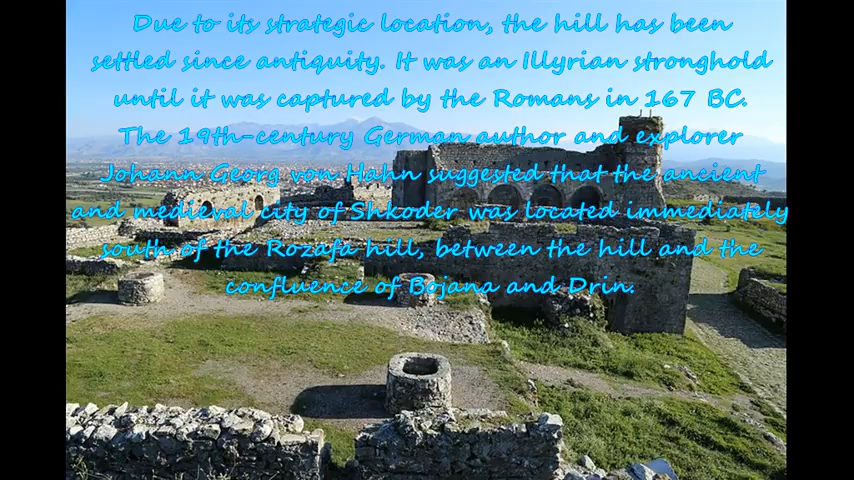 Due to its strategic location, the hill has been
settled since antiquity. It was an Illyrian stronghold
until it was captured by the Romans in 167 BC.
The 19th-century German author and explorer
Johann Georg von Hahn suggested that the ancient
and medieval city of Shkoder was located immediately
south of the Rozafa hill, between the hill and the
confluence of Bojana and Drin.